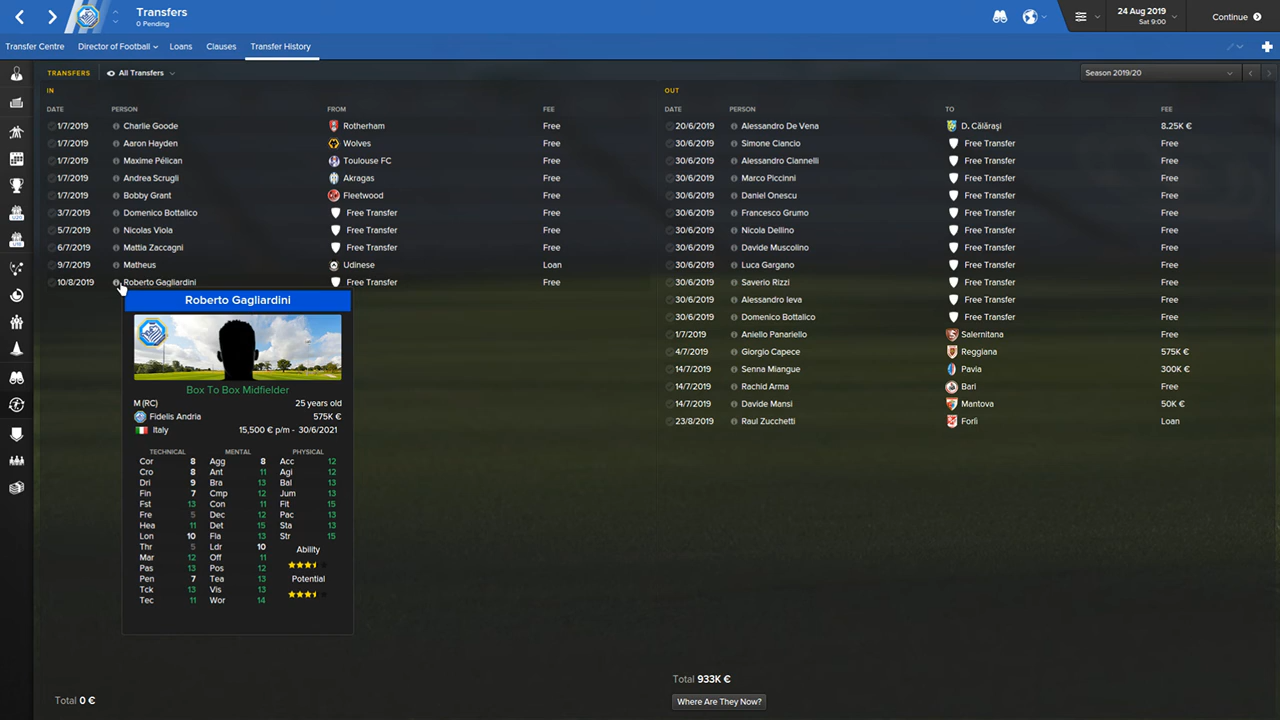 Transfers
0 Pending
24 Aug 2019
Sat 9:00
Continue
Transfer Centre Director of Football Loans Clauses Transfer History
TRANSFERS All Transfers Season 2019/20
IN
DATE PERSON FROM FEE
1/7/2019 Charlie Goode Rotherham Free
1/7/2019 Aaron Hayden Wolves Free
1/7/2019 Maxime Pélican Toulouse FC Free
1/7/2019 Andrea Scrugli Akragas Free
1/7/2019 Bobby Grant Fleetwood Free
3/7/2019 Domenico Bottalico Free Transfer Free
5/7/2019 Nicolas Viola Free Transfer Free
6/7/2019 Mattia Zaccagni Free Transfer Free
9/7/2019 Matheus Udinese Loan
10/8/2019 Roberto Gagliardini Free Transfer Free
Roberto Gagliardini
Box To Box Midfielder
M (RC) 25 years old
Fidelis Andria 575K €
Italy 15,500 € p/m - 30/6/2021
TECHNICAL MENTAL PHYSICAL
Cor 8 Agg 8 Acc 12
Cro 8 Ant 11 Agi 12
Dri 9 Bra 13 Bal 13
Fin 7 Cmp 12 Jum 13
Fst 13 Con 11 Fit 15
Fre 5 Dec 12 Pac 13
Hea 11 Det 15 Sta 13
Lon 10 Fla 13 Str 15
Thr 5 Ldr 10 Ability
Mar 12 Off 11
Pas 13 Pos 12
Pen 7 Tea 13 Potential
Tck 13 Vis 13
Tec 11 Wor 14
Total 0 €
OUT
DATE PERSON TO FEE
20/6/2019 Alessandro De Vena D. Călărași 8.25K €
30/6/2019 Simone Ciancio Free Transfer Free
30/6/2019 Alessandro Ciannelli Free Transfer Free
30/6/2019 Marco Piccinni Free Transfer Free
30/6/2019 Daniel Onescu Free Transfer Free
30/6/2019 Francesco Grumo Free Transfer Free
30/6/2019 Nicola Dellino Free Transfer Free
30/6/2019 Davide Muscolino Free Transfer Free
30/6/2019 Luca Gargano Free Transfer Free
30/6/2019 Saverio Rizzi Free Transfer Free
30/6/2019 Alessandro Ieva Free Transfer Free
30/6/2019 Domenico Bottalico Free Transfer Free
1/7/2019 Aniello Panariello Salernitana Free
4/7/2019 Giorgio Capece Reggiana 575K €
14/7/2019 Senna Miangue Pavia 300K €
14/7/2019 Rachid Arma Bari Free
14/7/2019 Davide Mansi Mantova 50K €
23/8/2019 Raul Zucchetti Forlì Loan
Total 933K €
Where Are They Now?